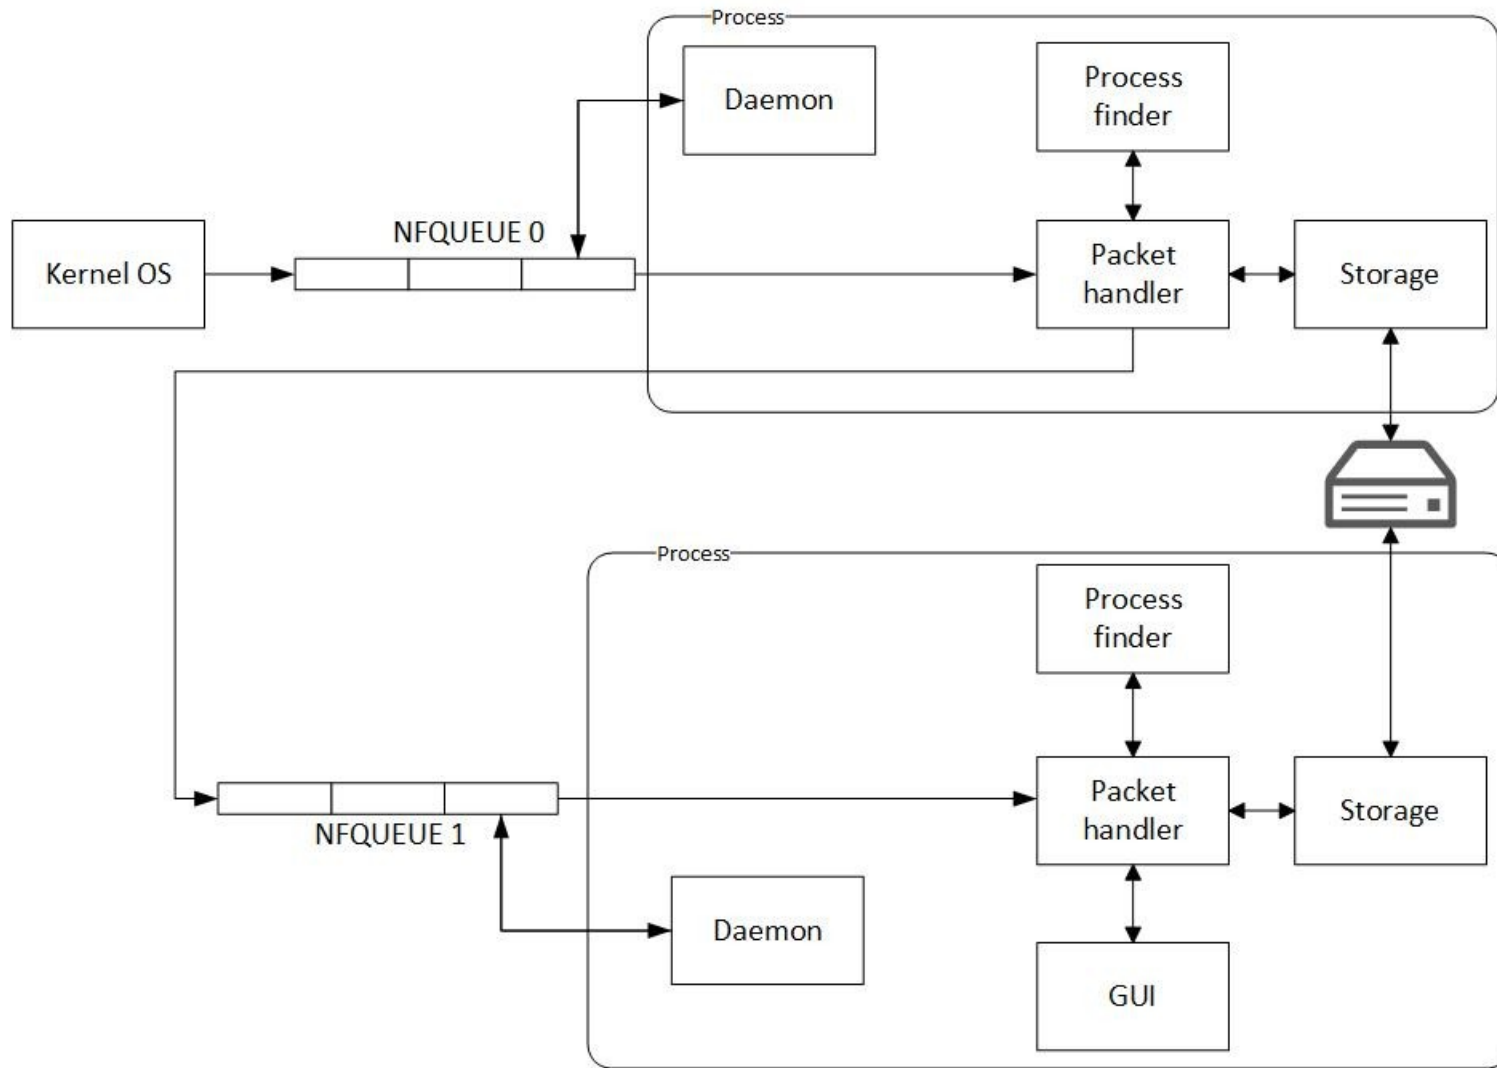 Process
Daemon
Process
finder
NFQUEUE 0
Kernel OS
Packet
handler
Storage
Process
Process
finder
Packet
handler
Storage
NFQUEUE 1
Daemon
GUI